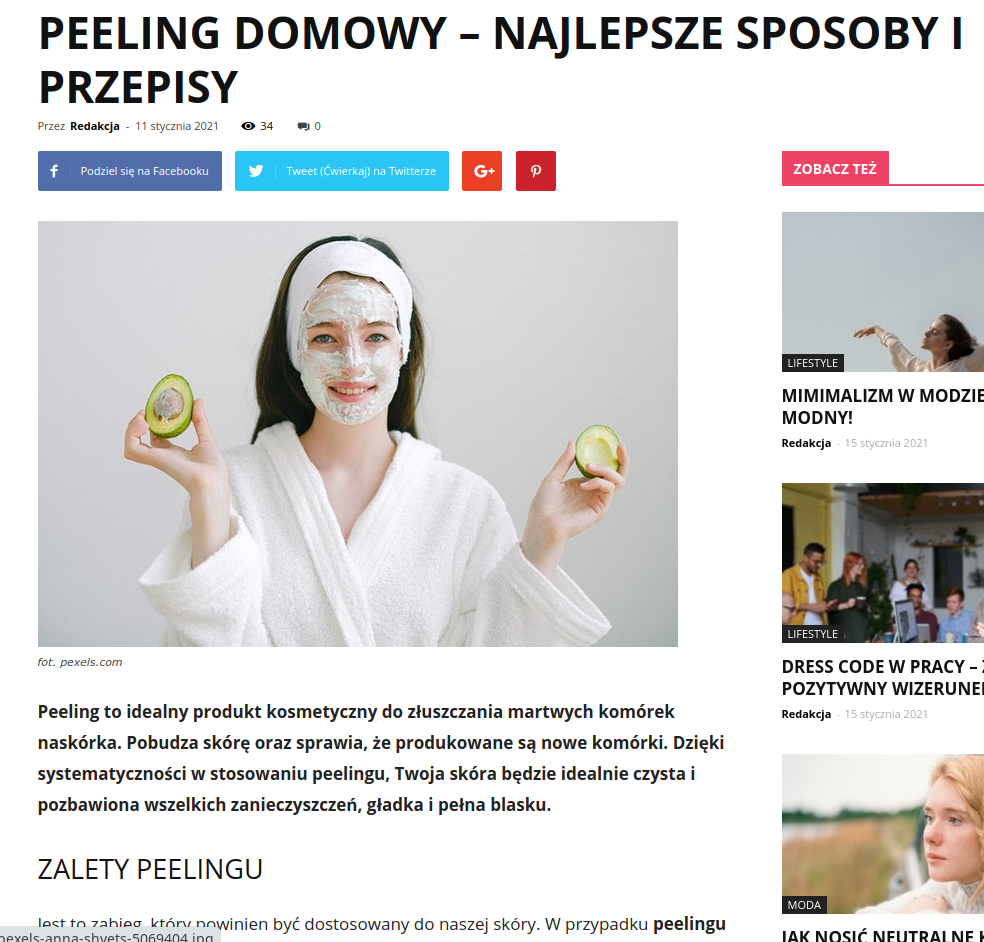 PEELING DOMOWY – NAJLEPSZE SPOSOBY I
PRZEPISY
Przez Redakcja - 11 stycznia 2021 34 0
Podziel się na Facebooku
Tweet (Ćwierkaj) na Twitterze
G+
fot. pexels.com
Peeling to idealny produkt kosmetyczny do złuszczania martwych komórek
naskórka. Pobudza skórę oraz sprawia, że produkowane są nowe komórki. Dzięki
systematyczności w stosowaniu peelingu, Twoja skóra będzie idealnie czysta i
pozbawiona wszelkich zanieczyszczeń, gładka i pełna blasku.
ZALETY PEELINGU
Jest to zabieg, który powinien być dostosowany do naszej skóry. W przypadku peelingu
pexels-anna-shvets-5069404.jpg
ZOBACZ TEŻ
LIFESTYLE
MIMIMALIZM W MODZIE
MODNY!
Redakcja - 15 stycznia 2021
LIFESTYLE
DRESS CODE W PRACY –
POZYTYWNY
Redakcja - 15 stycznia 2021
MODA
JAK NOSIĆ NEUTRALNE